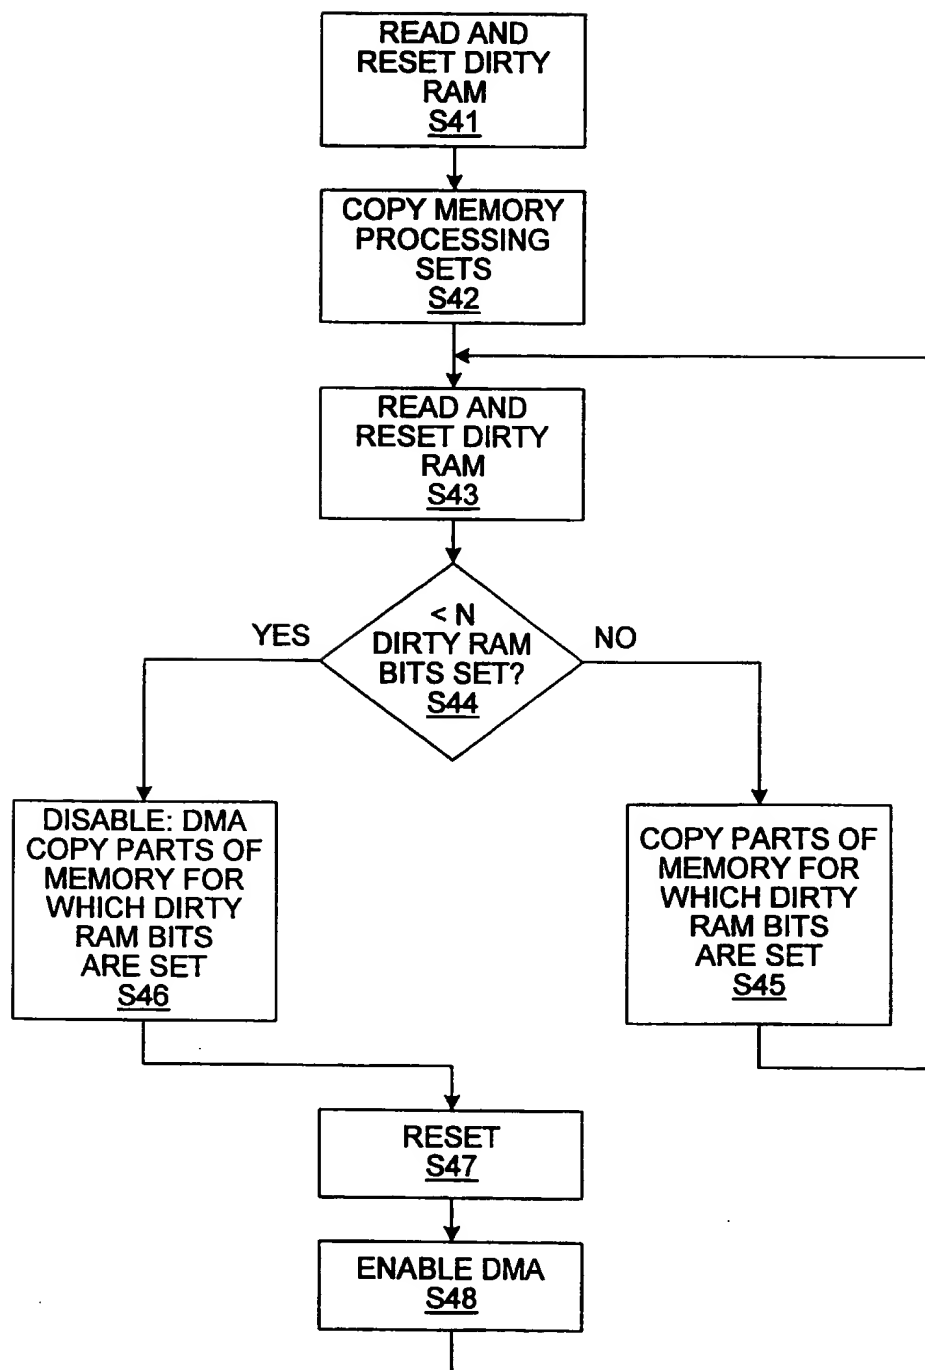 READ AND
RESET DIRTY
RAM
S41
COPY MEMORY
PROCESSING
SETS
S42
READ AND
RESET DIRTY
RAM
S43
< N
DIRTY RAM
BITS SET?
S44
YES
NO
DISABLE: DMA
COPY PARTS OF
MEMORY FOR
WHICH DIRTY
RAM BITS
ARE SET
S46
COPY PARTS OF
MEMORY FOR
WHICH DIRTY
RAM BITS
ARE SET
S45
RESET
S47
ENABLE DMA
S48